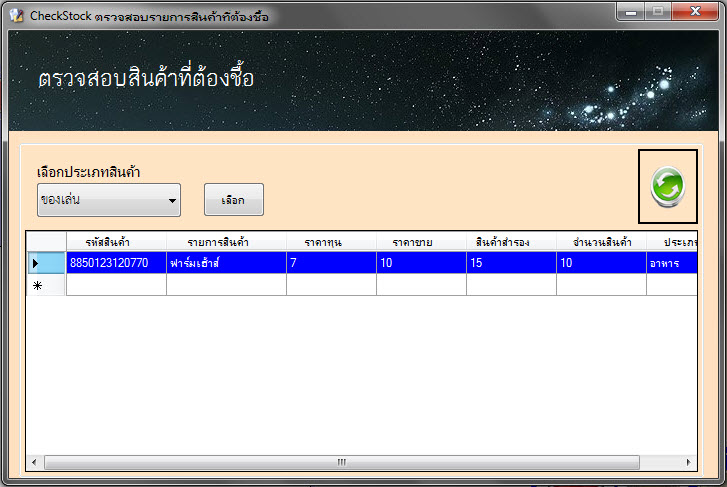 CheckStock ตรวจสอบรายการสินค้าที่ต้องซื้อ
ตรวจสอบสินค้าที่ต้องซื้อ
เลือกประเภทสินค้า
ของเล่น เลือก
รหัสสินค้า รายการสินค้า ราคาทุน ราคาขาย สินค้าสำรอง จำนวนสินค้า ประเภท
8850123120770 ฟาร์มเฮ้าส์ 7 10 15 10 อาหาร